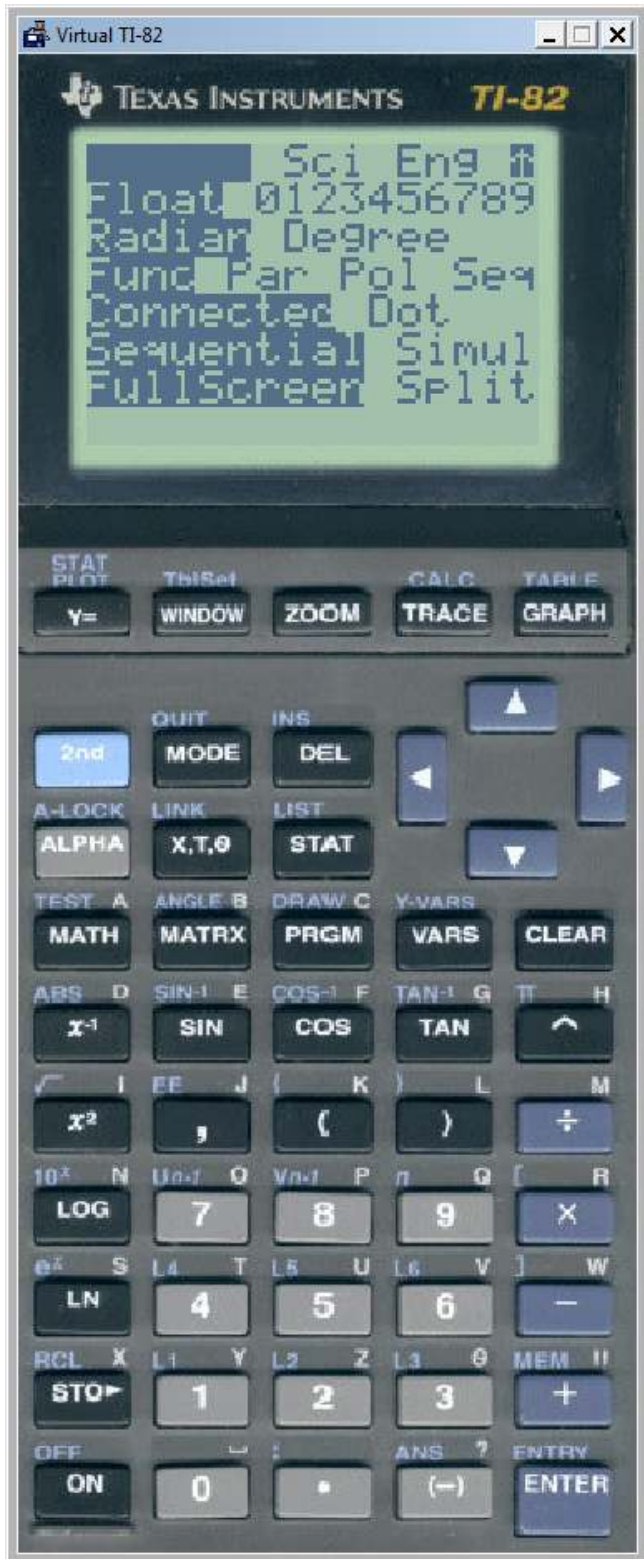 Virtual TI-82
TEXAS INSTRUMENTS TI-82
Sci Eng
Float 0123456789
Radian Degree
Func Par Pol Seq
Connected Dot
Sequential Simul
FullScreen Split
STAT PLOT TblSet CALC TABLE
Y= WINDOW ZOOM TRACE GRAPH
QUIT INS
2nd MODE DEL
A-LOCK LINK LIST
ALPHA X,T,θ STAT
TEST A ANGLE B DRAW C Y-VARS
MATH MATRX PRGM VARS CLEAR
ABS D SIN-1 E COS-1 F TAN-1 G π H
x-1 SIN COS TAN ^
√ I EE J { K } L M
x² , ( ) ÷
10ˣ N Un-1 O Vn-1 P n Q [ R
LOG 7 8 9 ×
eˣ S L4 T L5 U L6 V ] W
LN 4 5 6 −
RCL X L1 Y L2 Z L3 θ MEM "
STO► 1 2 3 +
OFF ␣ : ANS ? ENTRY
ON 0 . (−) ENTER